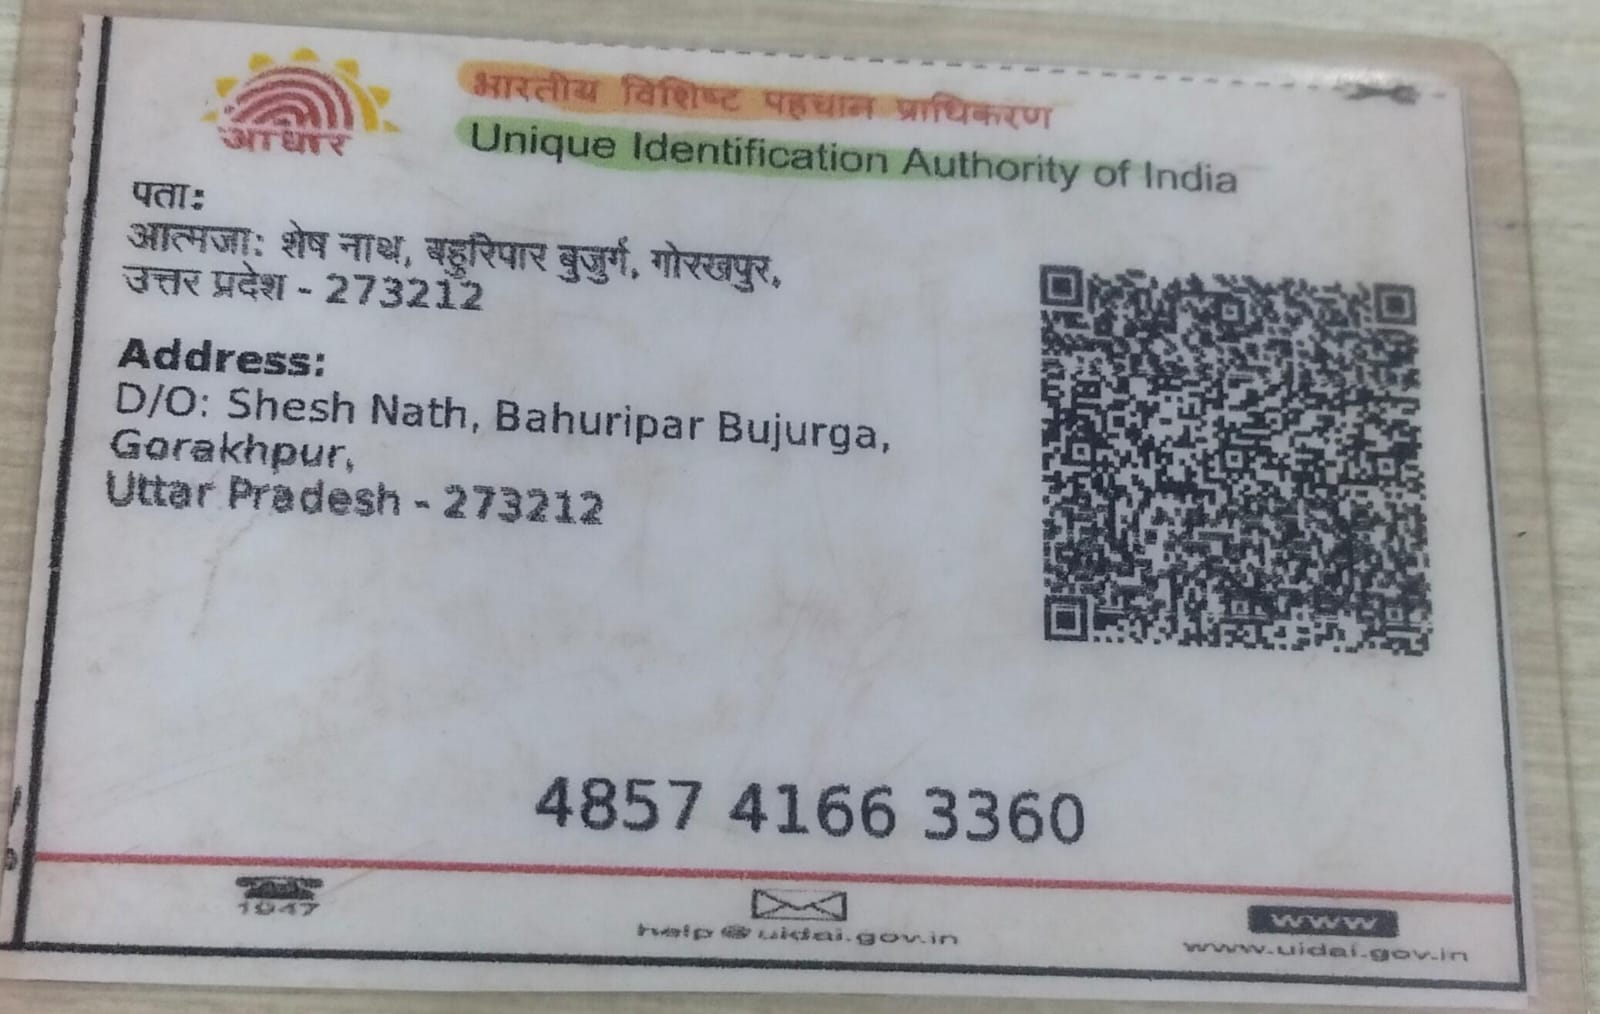 आधार
भारतीय विशिष्ट पहचान प्राधिकरण
Unique Identification Authority of India
पता:
आत्मजा: शेष नाथ, बहुरिपार बुजुर्ग, गोरखपुर,
उत्तर प्रदेश - 273212
Address:
D/O: Shesh Nath, Bahuripar Bujurga,
Gorakhpur,
Uttar Pradesh - 273212
4857 4166 3360
1947
help@uidai.gov.in
www
www.uidai.gov.in